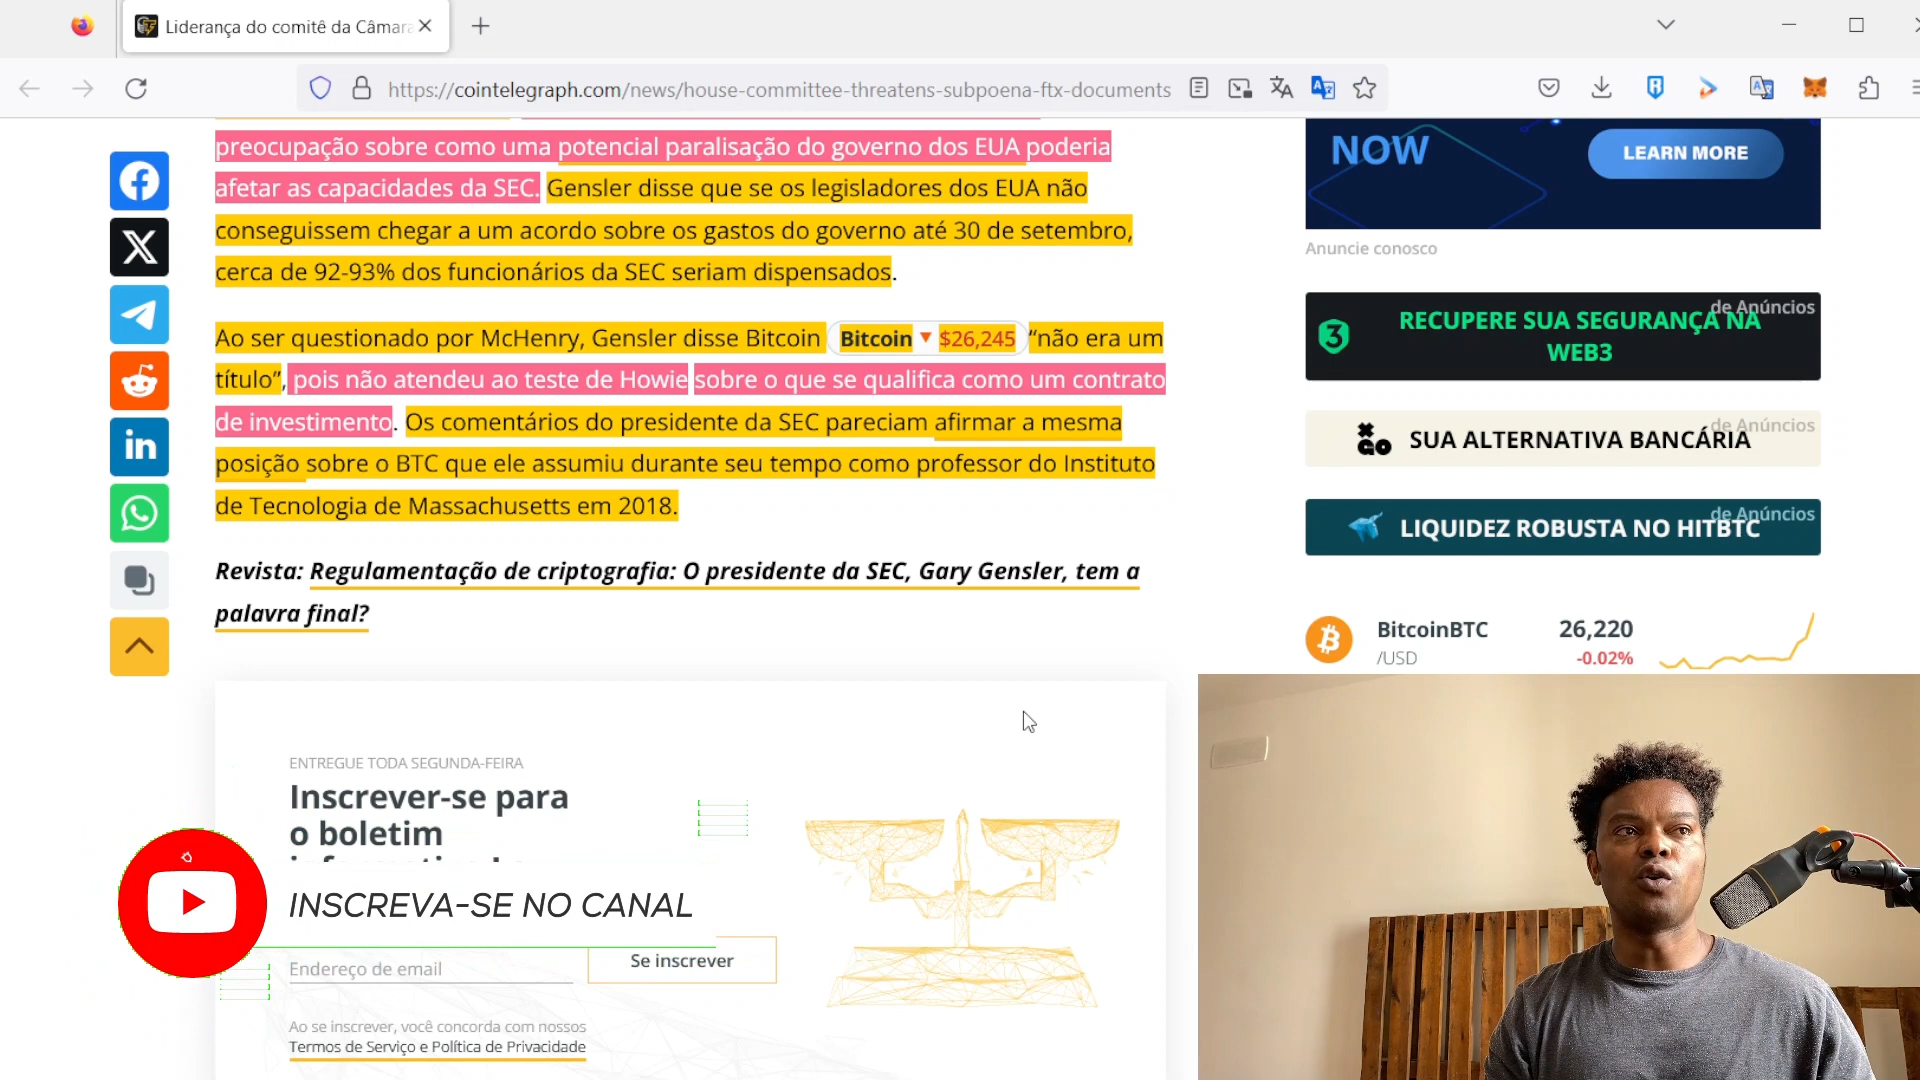 Liderança do comitê da Câmara
https://cointelegraph.com/news/house-committee-threatens-subpoena-ftx-documents
preocupação sobre como uma potencial paralisação do governo dos EUA poderia
afetar as capacidades da SEC. Gensler disse que se os legisladores dos EUA não
conseguissem chegar a um acordo sobre os gastos do governo até 30 de setembro,
cerca de 92-93% dos funcionários da SEC seriam dispensados.
Ao ser questionado por McHenry, Gensler disse Bitcoin Bitcoin ▼ $26,245 “não era um
título”, pois não atendeu ao teste de Howie sobre o que se qualifica como um contrato
de investimento. Os comentários do presidente da SEC pareciam afirmar a mesma
posição sobre o BTC que ele assumiu durante seu tempo como professor do Instituto
de Tecnologia de Massachusetts em 2018.
Revista: Regulamentação de criptografia: O presidente da SEC, Gary Gensler, tem a
palavra final?
ENTREGUE TODA SEGUNDA-FEIRA
Inscrever-se para
o boletim
INSCREVA-SE NO CANAL
Endereço de email
Se inscrever
Ao se inscrever, você concorda com nossos
Termos de Serviço e Política de Privacidade
NOW
LEARN MORE
Anuncie conosco
de Anúncios
RECUPERE SUA SEGURANÇA NA
WEB3
de Anúncios
SUA ALTERNATIVA BANCÁRIA
de Anúncios
LIQUIDEZ ROBUSTA NO HITBTC
BitcoinBTC 26,220
/USD -0.02%